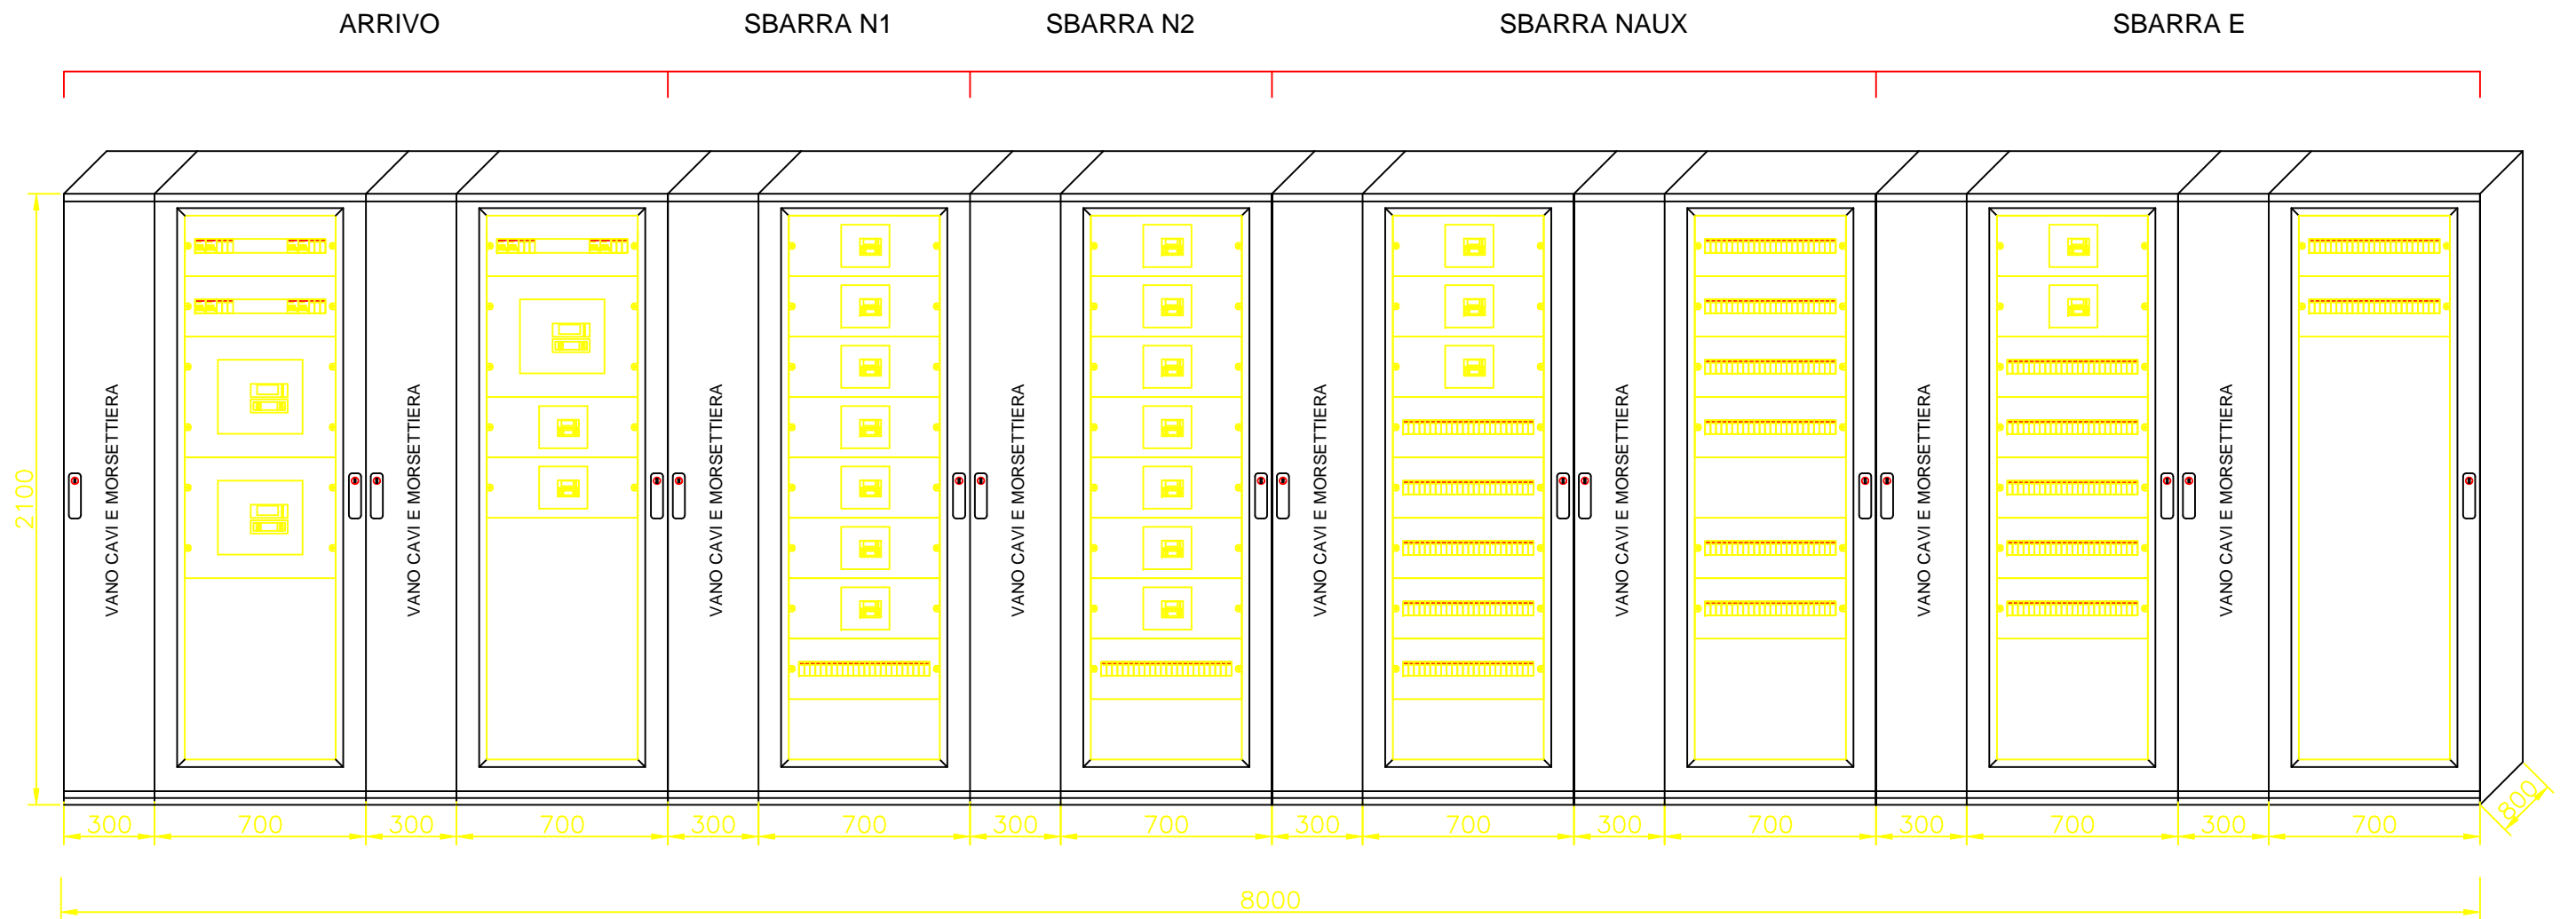 ARRIVO
SBARRA N1
SBARRA N2
SBARRA NAUX
SBARRA E
VANO CAVI E MORSETTIERA
VANO CAVI E MORSETTIERA
VANO CAVI E MORSETTIERA
VANO CAVI E MORSETTIERA
VANO CAVI E MORSETTIERA
VANO CAVI E MORSETTIERA
VANO CAVI E MORSETTIERA
VANO CAVI E MORSETTIERA
2100
300 700 300 700 300 700 300 700 300 700 300 700 300 700 300 700
800
8000